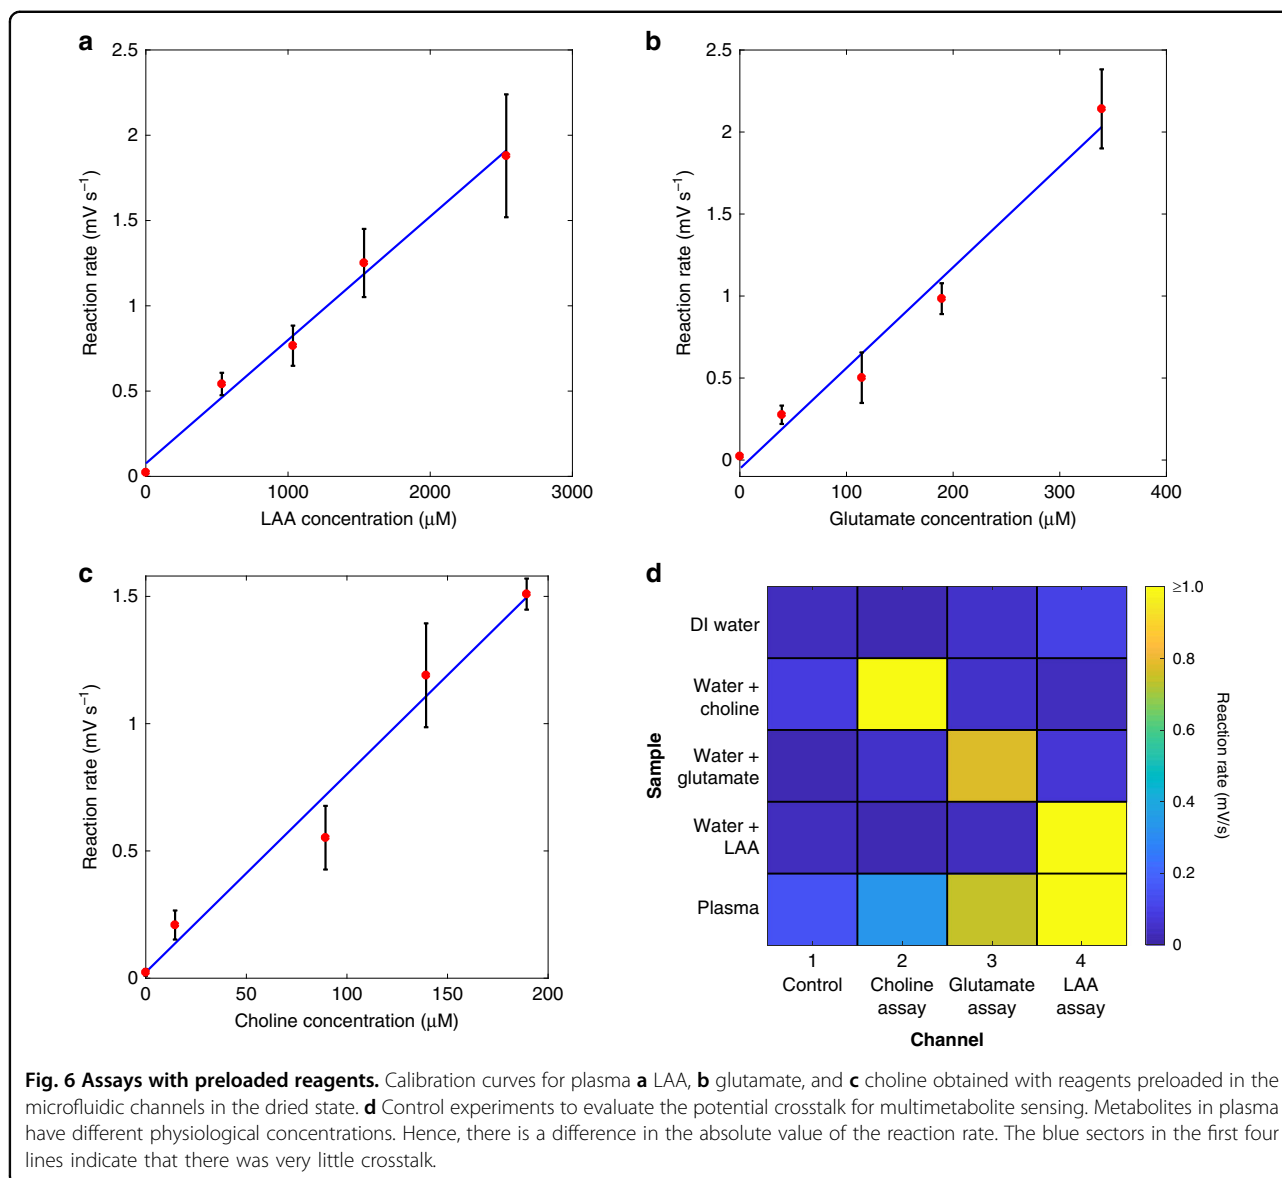 a
2.5
2
1.5
1
0.5
0
0
1000
2000
3000
Reaction rate (mV s⁻¹)
LAA concentration (μM)
b
2.5
2
1.5
1
0.5
0
0
100
200
300
400
Reaction rate (mV s⁻¹)
Glutamate concentration (μM)
c
1.5
1
0.5
0
0
50
100
150
200
Reaction rate (mV s⁻¹)
Choline concentration (μM)
d
Sample
DI water
Water +
choline
Water +
glutamate
Water +
LAA
Plasma
1
Control
2
Choline
assay
3
Glutamate
assay
4
LAA
assay
Channel
≥1.0
0.8
0.6
0.4
0.2
0
Reaction rate (mV/s)
Fig. 6 Assays with preloaded reagents. Calibration curves for plasma a LAA, b glutamate, and c choline obtained with reagents preloaded in the
microfluidic channels in the dried state. d Control experiments to evaluate the potential crosstalk for multimetabolite sensing. Metabolites in plasma
have different physiological concentrations. Hence, there is a difference in the absolute value of the reaction rate. The blue sectors in the first four
lines indicate that there was very little crosstalk.